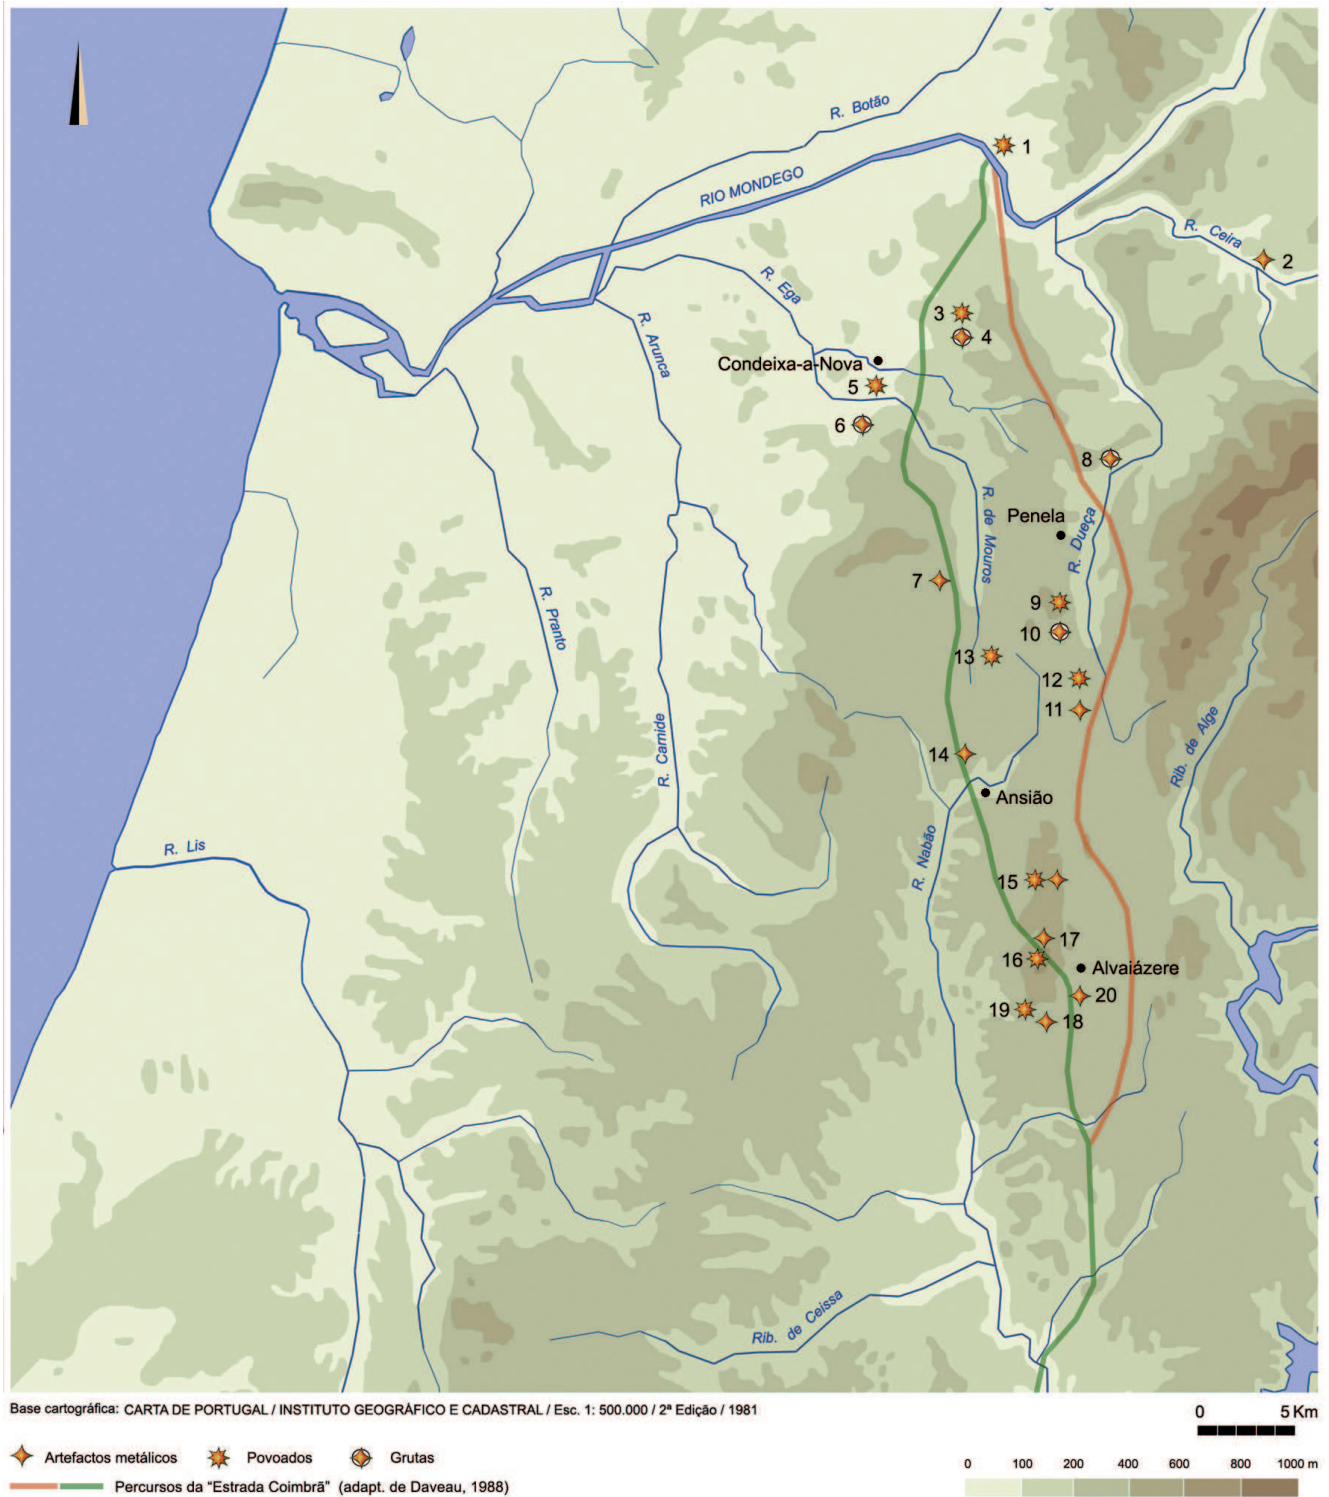 R. Botão
1
RIO MONDEGO
R. Ceira
2
R. Ega
3
R. Arunca
4
Condeixa-a-Nova
5
6
8
R. de Mouros
Penela
R. Dueça
7
R. Pranto
9
10
13
12
11
R. Carnide
Rib. de Alge
14
Ansião
R. Nabão
R. Lis
15
17
16
Alvaiázere
20
19
18
Rib. de Ceissa
Base cartográfica: CARTA DE PORTUGAL / INSTITUTO GEOGRÁFICO E CADASTRAL / Esc. 1: 500.000 / 2ª Edição / 1981
0 5 Km
Artefactos metálicos Povoados Grutas
0 100 200 400 600 800 1000 m
Percursos da “Estrada Coimbrã” (adapt. de Daveau, 1988)